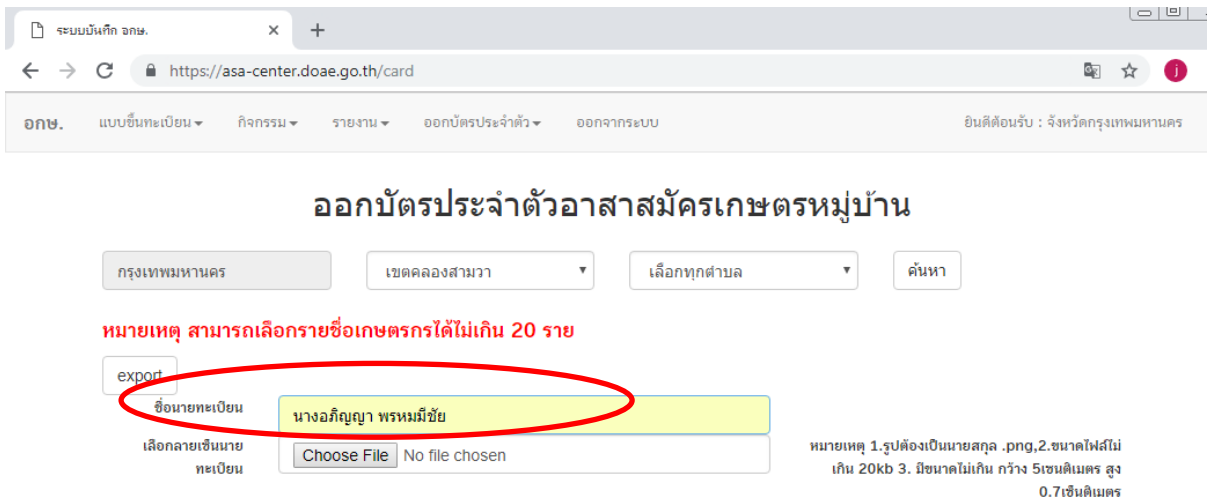 ระบบบันทึก อกษ.
https://asa-center.doae.go.th/card
j
อกษ. แบบขึ้นทะเบียน กิจกรรม รายงาน ออกบัตรประจำตัว ออกจากระบบ ยินดีต้อนรับ : จังหวัดกรุงเทพมหานคร
ออกบัตรประจำตัวอาสาสมัครเกษตรหมู่บ้าน
กรุงเทพมหานคร เขตคลองสามวา เลือกทุกตำบล ค้นหา
หมายเหตุ สามารถเลือกรายชื่อเกษตรกรได้ไม่เกิน 20 ราย
export
ชื่อนายทะเบียน นางอภิญญา พรหมมีชัย
เลือกลายเซ็นนาย
ทะเบียน
Choose File No file chosen
หมายเหตุ 1.รูปต้องเป็นนายสกุล .png,2.ขนาดไฟล์ไม่
เกิน 20kb 3. มีขนาดไม่เกิน กว้าง 5เซนติเมตร สูง
0.7เซ็นติเมตร